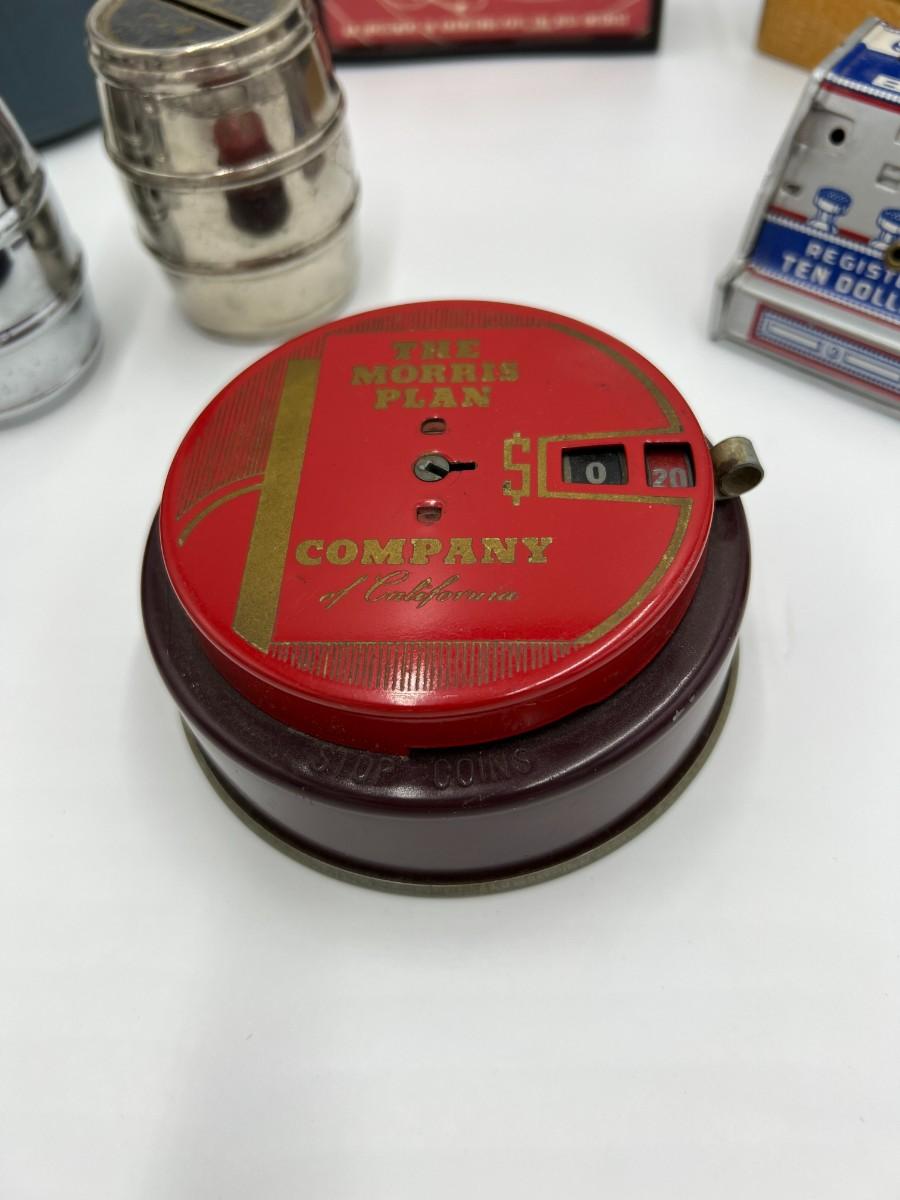 THE
MORRIS
PLAN
$ 0 20
COMPANY
of California
STOP COINS
REGIST
TEN DOLL